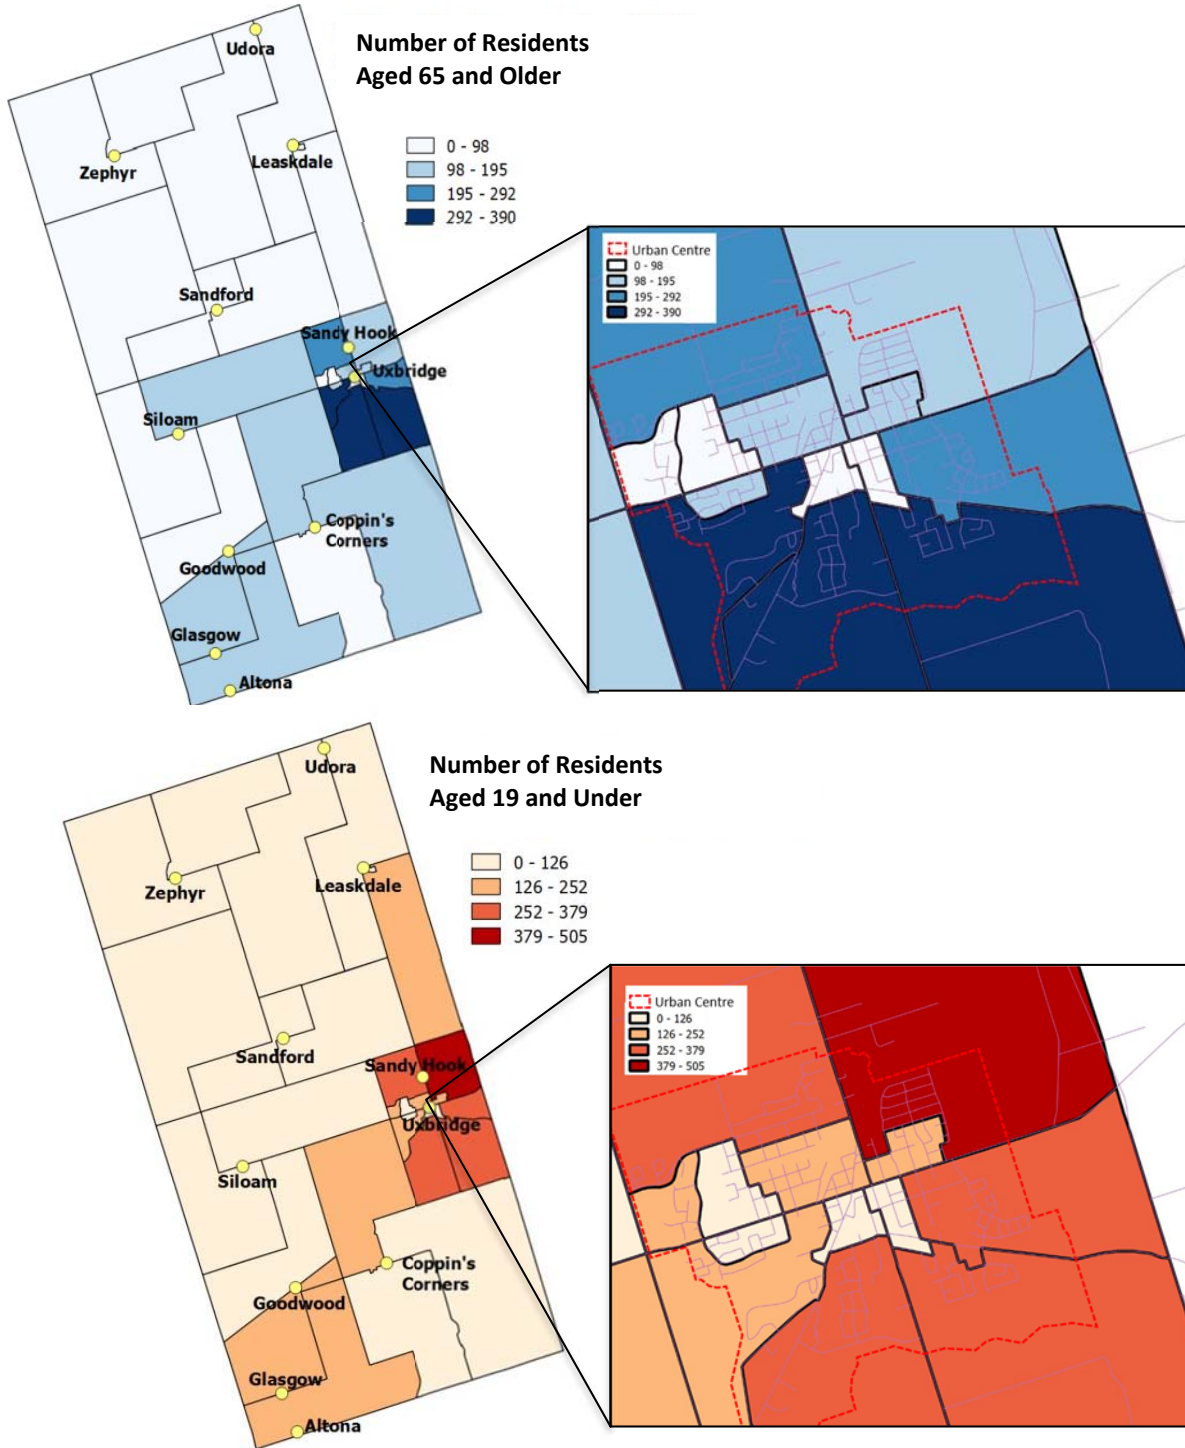 Number of Residents
Aged 65 and Older
0 - 98
98 - 195
195 - 292
292 - 390
Udora
Zephyr
Leaskdale
Sandford
Sandy Hook
Uxbridge
Siloam
Coppin's
Corners
Goodwood
Glasgow
Altona
Urban Centre
0 - 98
98 - 195
195 - 292
292 - 390
Number of Residents
Aged 19 and Under
0 - 126
126 - 252
252 - 379
379 - 505
Udora
Zephyr
Leaskdale
Sandford
Sandy Hook
Uxbridge
Siloam
Coppin's
Corners
Goodwood
Glasgow
Altona
Urban Centre
0 - 126
126 - 252
252 - 379
379 - 505